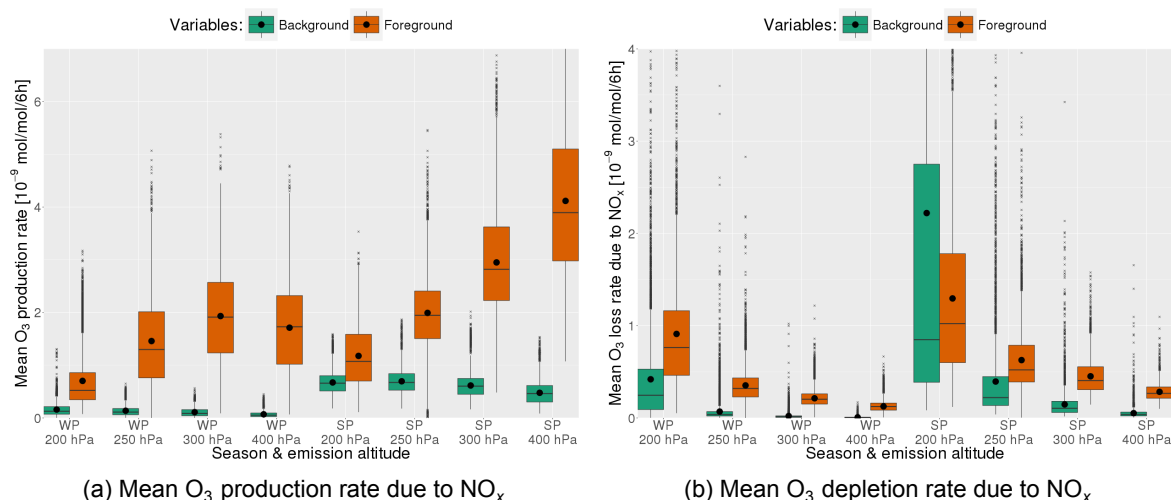 Variables: Background Foreground
Mean O₃ production rate [10⁻⁹ mol/mol/6h]
6
4
2
0
WP 200 hPa
WP 250 hPa
WP 300 hPa
WP 400 hPa
SP 200 hPa
SP 250 hPa
SP 300 hPa
SP 400 hPa
Season & emission altitude
(a) Mean O₃ production rate due to NOₓ
Variables: Background Foreground
Mean O₃ loss rate due to NOₓ [10⁻⁹ mol/mol/6h]
4
3
2
1
0
WP 200 hPa
WP 250 hPa
WP 300 hPa
WP 400 hPa
SP 200 hPa
SP 250 hPa
SP 300 hPa
SP 400 hPa
Season & emission altitude
(b) Mean O₃ depletion rate due to NOₓ